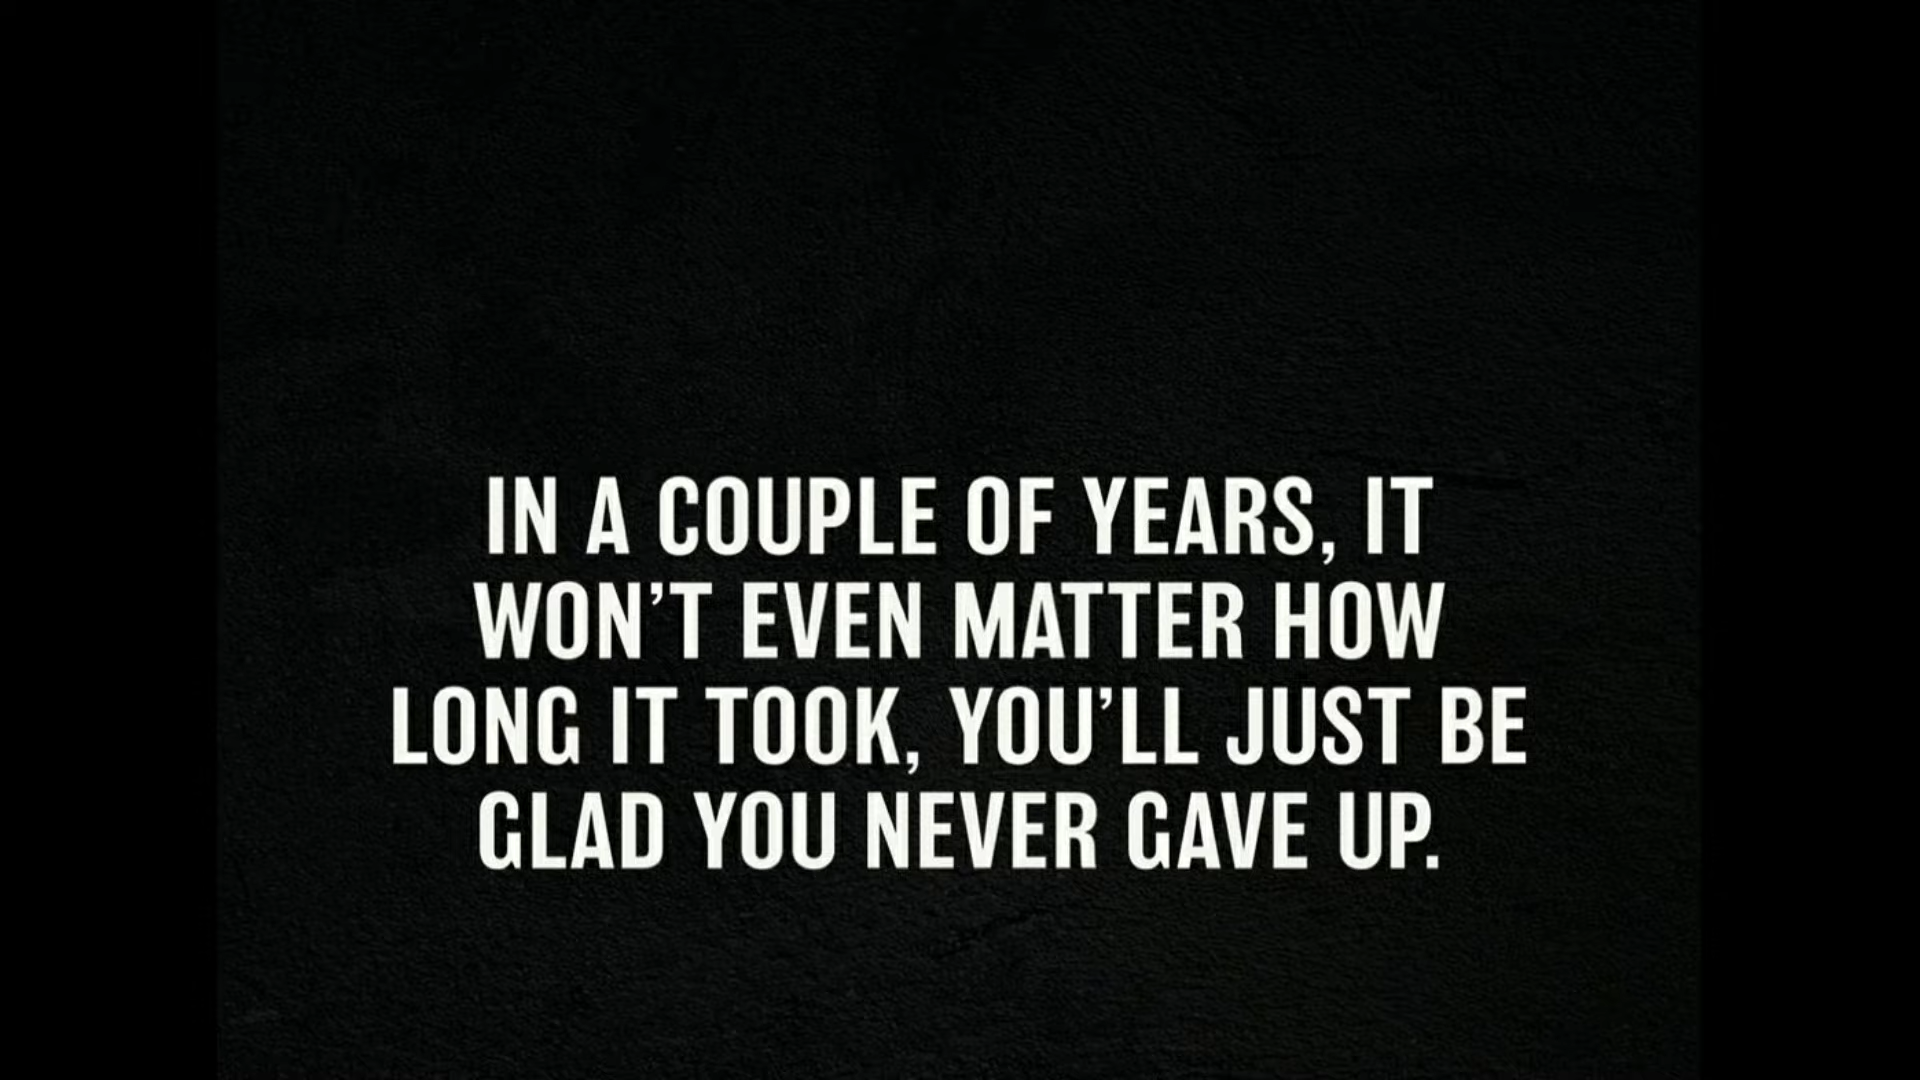 IN A COUPLE OF YEARS, IT
WON’T EVEN MATTER HOW
LONG IT TOOK, YOU’LL JUST BE
GLAD YOU NEVER GAVE UP.